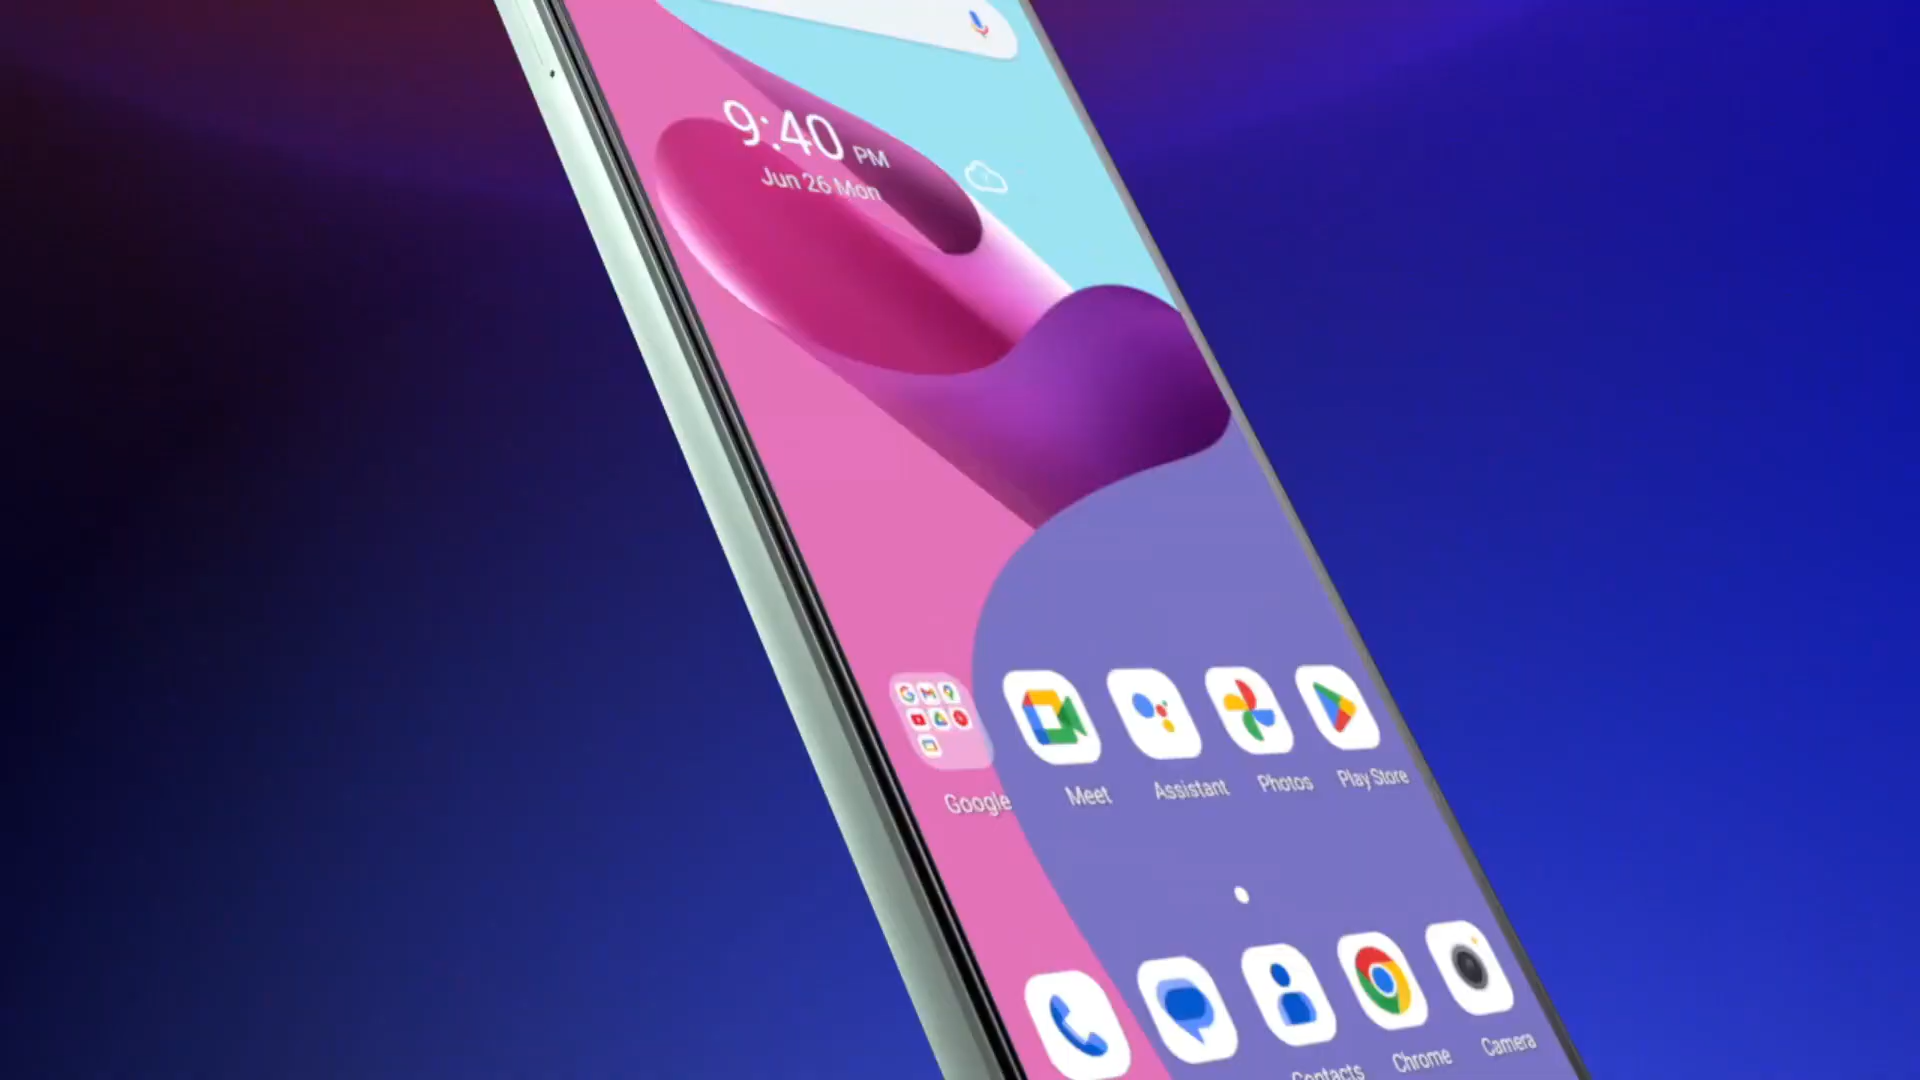 9:40 PM
Jun 26 Mon
Google
Meet
Assistant
Photos
Play Store
Contacts
Chrome
Camera